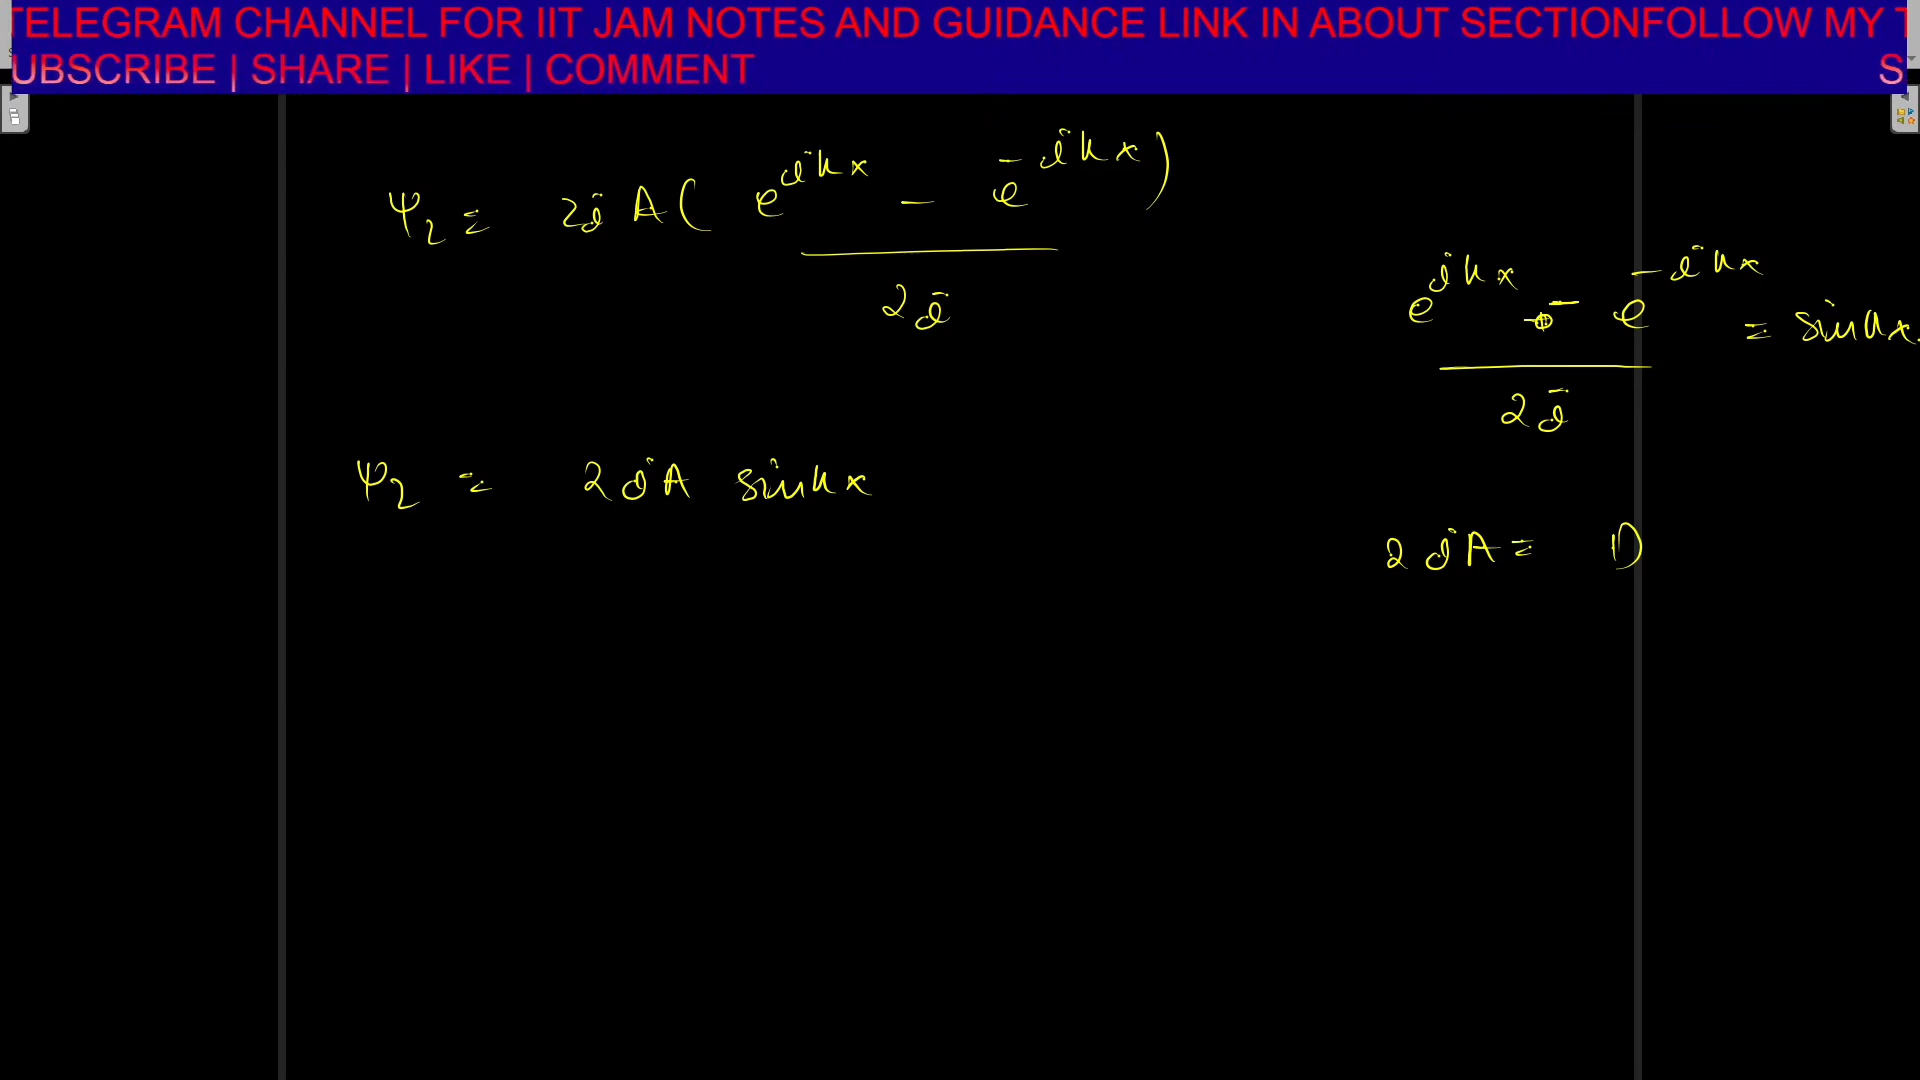 TELEGRAM CHANNEL FOR IIT JAM NOTES AND GUIDANCE LINK IN ABOUT SECTIONFOLLOW MY T
UBSCRIBE | SHARE | LIKE | COMMENT S
ψ₂ = 2iA( (e^{ikx} - e^{-ikx}) / 2i )
(e^{ikx} - e^{-ikx}) / 2i = sinkx.
ψ₂ = 2iA sinkx
2iA = D